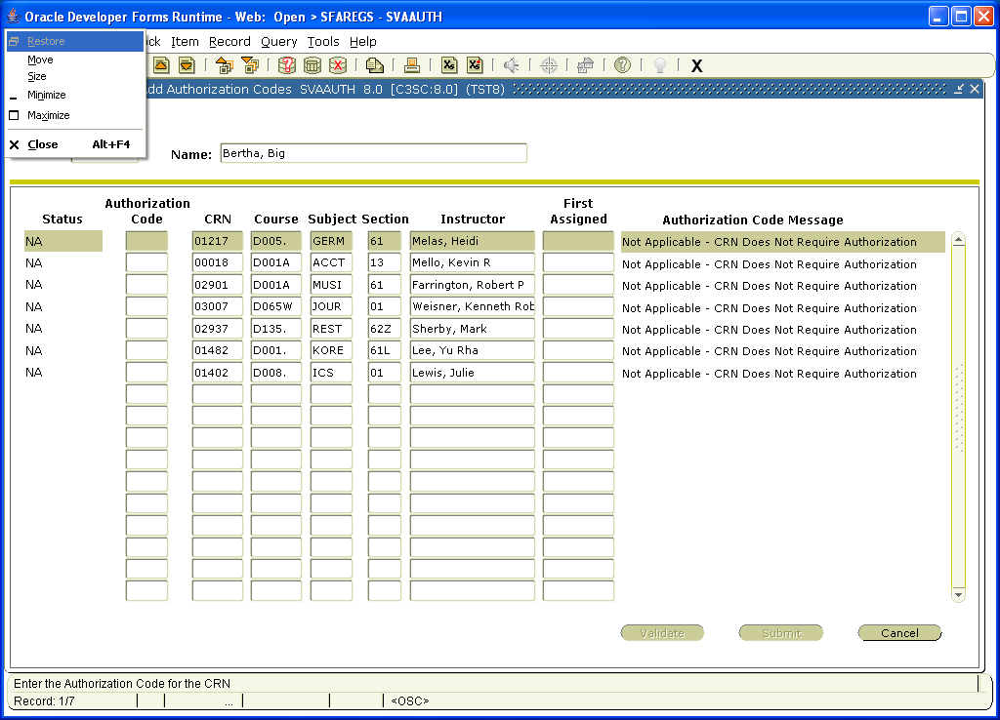 Oracle Developer Forms Runtime - Web: Open > SFAREGS - SVAAUTH
Restore
Move
Size
Minimize
Maximize
Close Alt+F4
ck Item Record Query Tools Help
X
dd Authorization Codes SVAAUTH 8.0 [C3SC:8.0] (TST8)
Name: Bertha, Big
Status Authorization Code CRN Course Subject Section Instructor First Assigned Authorization Code Message
NA 01217 D005. GERM 61 Melas, Heidi Not Applicable - CRN Does Not Require Authorization
NA 00018 D001A ACCT 13 Mello, Kevin R Not Applicable - CRN Does Not Require Authorization
NA 02901 D001A MUSI 61 Farrington, Robert P Not Applicable - CRN Does Not Require Authorization
NA 03007 D065W JOUR 01 Weisner, Kenneth Rob Not Applicable - CRN Does Not Require Authorization
NA 02937 D135. REST 62Z Sherby, Mark Not Applicable - CRN Does Not Require Authorization
NA 01482 D001. KORE 61L Lee, Yu Rha Not Applicable - CRN Does Not Require Authorization
NA 01402 D008. ICS 01 Lewis, Julie Not Applicable - CRN Does Not Require Authorization
Validate Submit Cancel
Enter the Authorization Code for the CRN
Record: 1/7 ... <OSC>